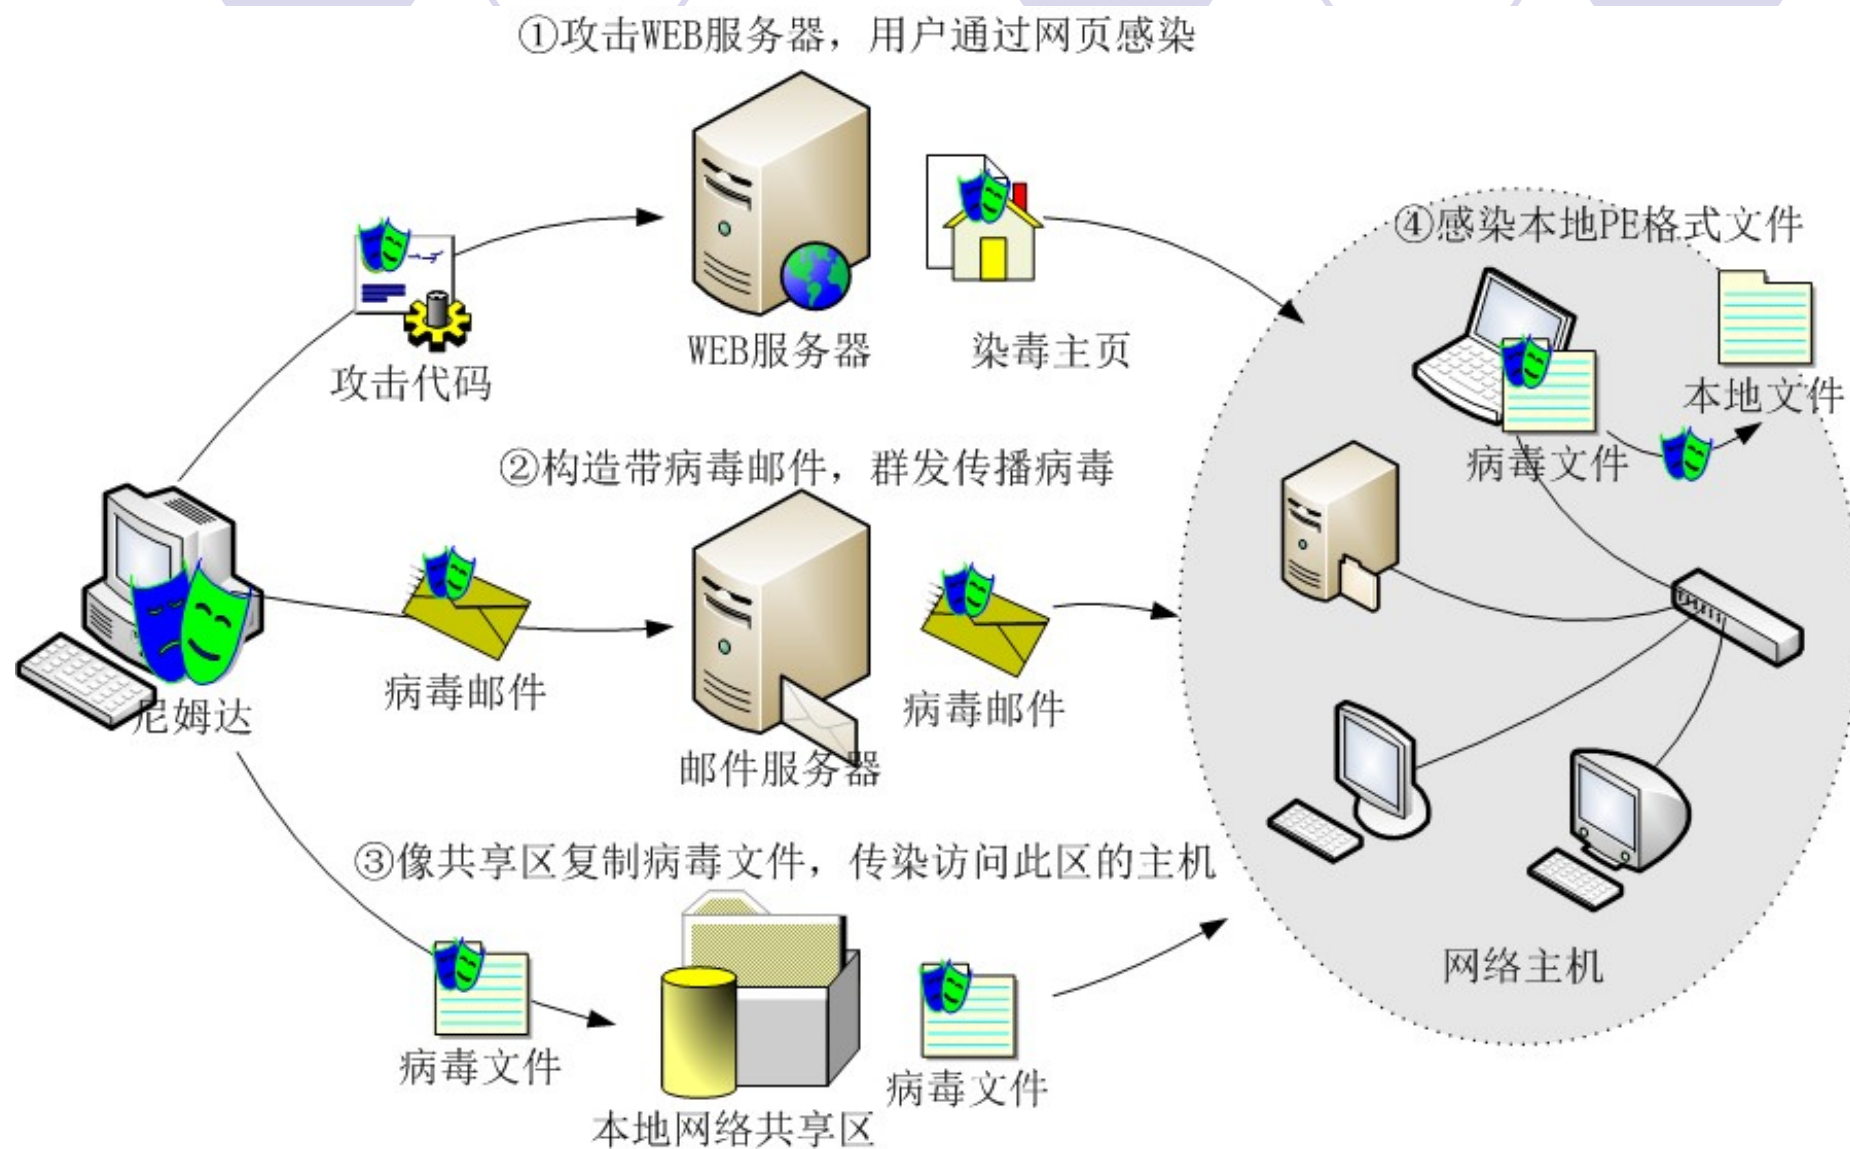 ①攻击WEB服务器，用户通过网页感染
WEB服务器
染毒主页
攻击代码
④感染本地PE格式文件
本地文件
病毒文件
②构造带病毒邮件，群发传播病毒
尼姆达
病毒邮件
邮件服务器
病毒邮件
③像共享区复制病毒文件，传染访问此区的主机
病毒文件
本地网络共享区
病毒文件
网络主机